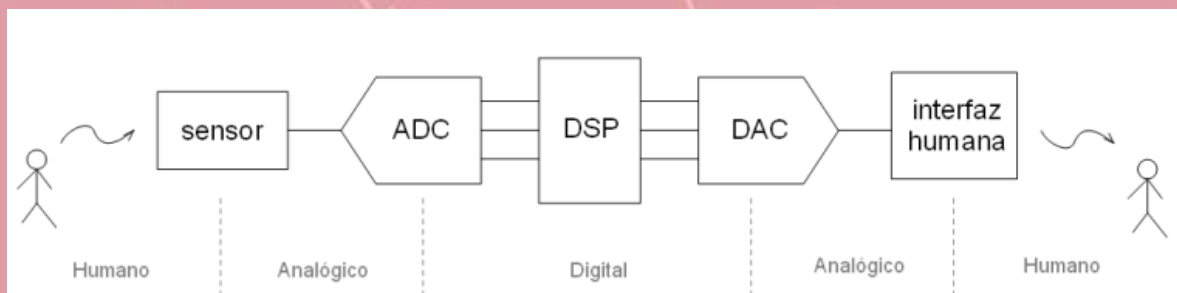 sensor
ADC
DSP
DAC
interfaz
humana
Humano
Analógico
Digital
Analógico
Humano